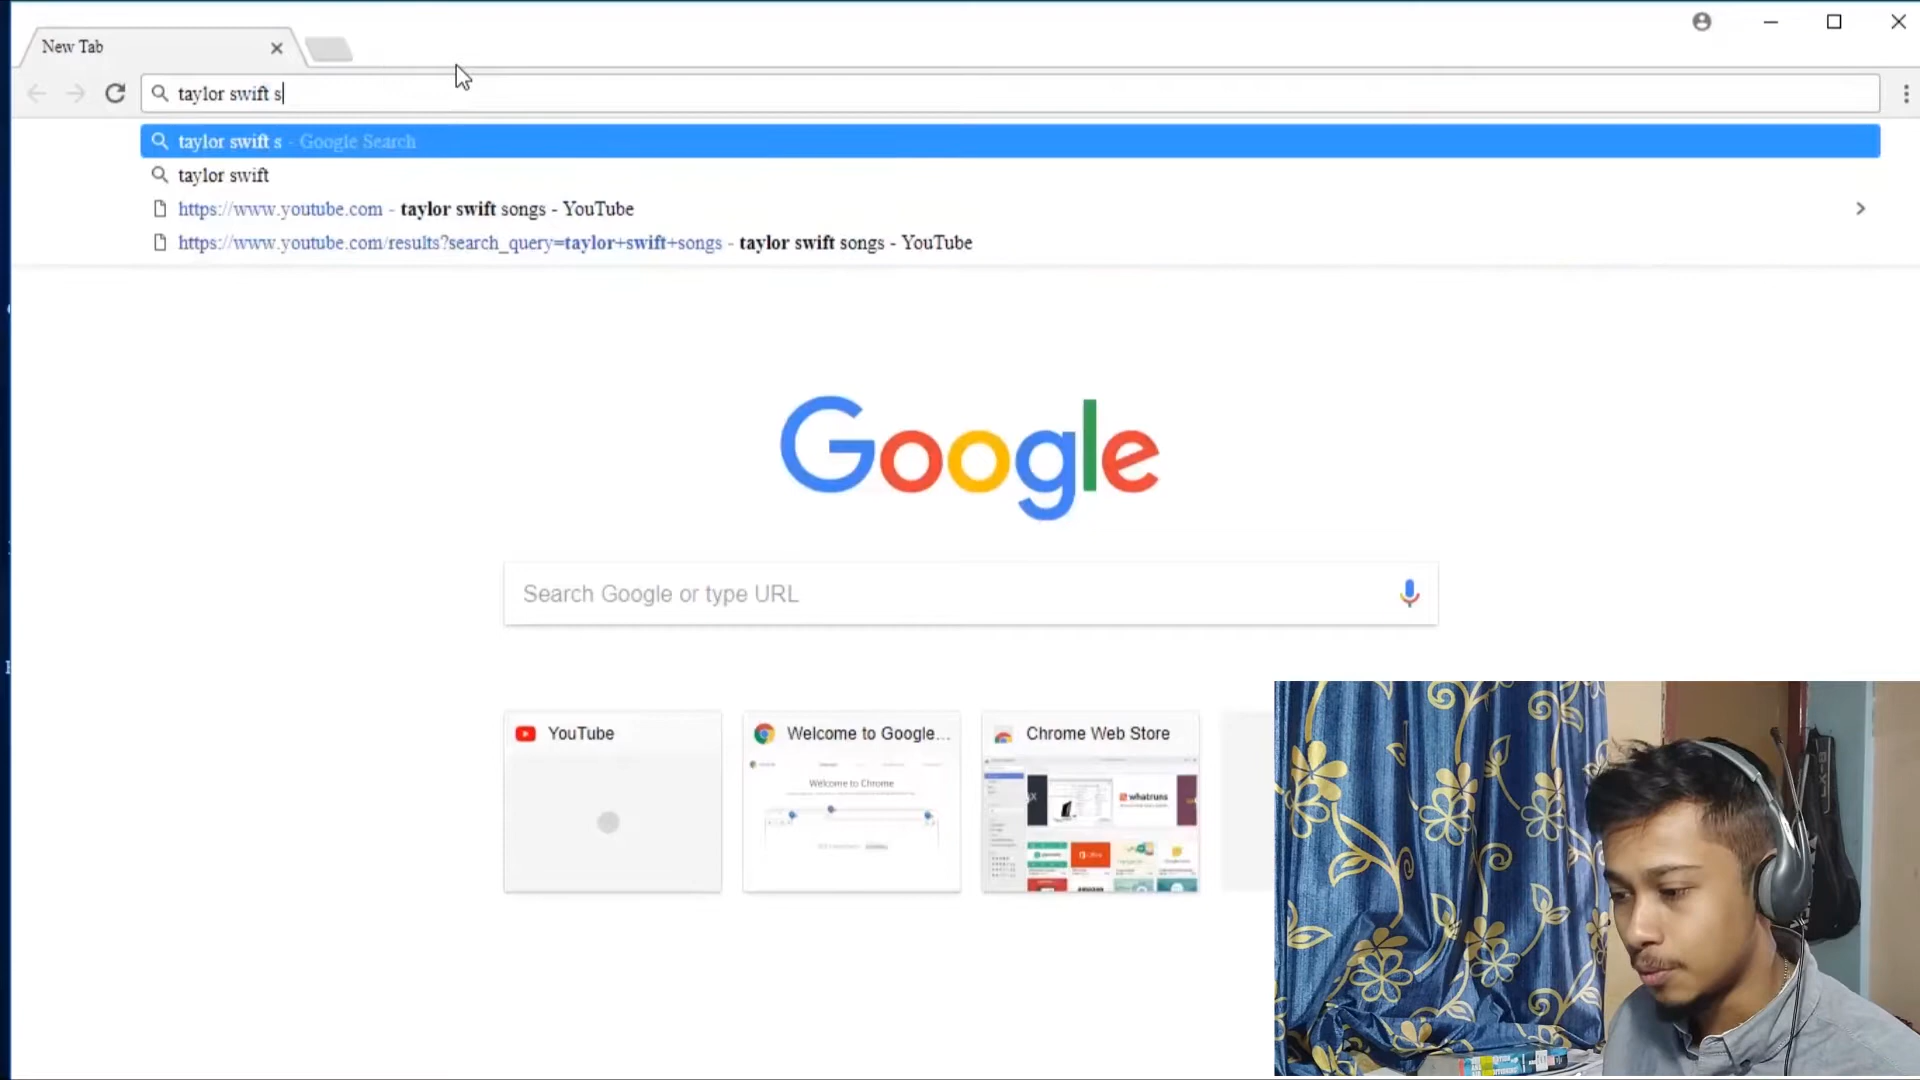 New Tab
taylor swift s
taylor swift s - Google Search
taylor swift
https://www.youtube.com - taylor swift songs - YouTube
https://www.youtube.com/results?search_query=taylor+swift+songs - taylor swift songs - YouTube
Google
Search Google or type URL
YouTube
Welcome to Google...
Chrome Web Store
Welcome to Chrome
whatruns
Office